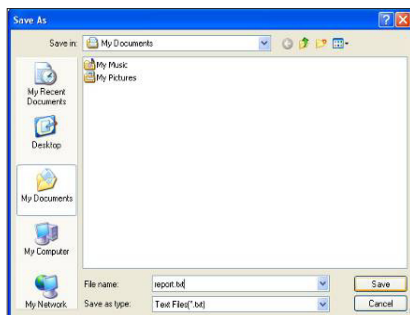 Save As
Save in: My Documents
My Recent
Documents
Desktop
My Documents
My Computer
My Network
My Music
My Pictures
File name: report.txt Save
Save as type: Text Files(*.txt) Cancel